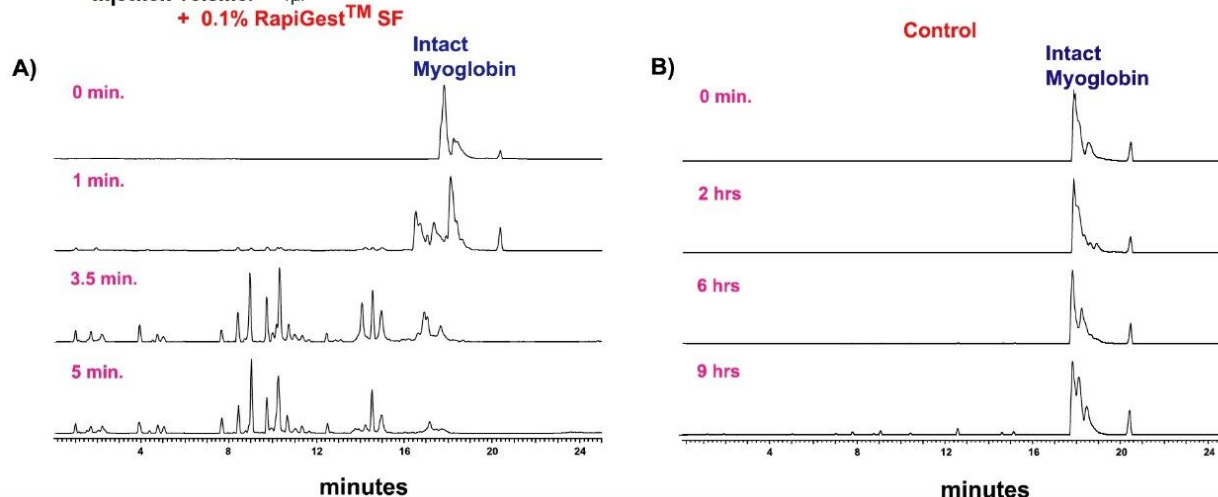 Injection volume:
+ 0.1% RapiGest™ SF
A)
Intact
Myoglobin
0 min.
1 min.
3.5 min.
5 min.
4 8 12 16 20 24
minutes
Control
B)
Intact
Myoglobin
0 min.
2 hrs
6 hrs
9 hrs
4 8 12 16 20 24
minutes